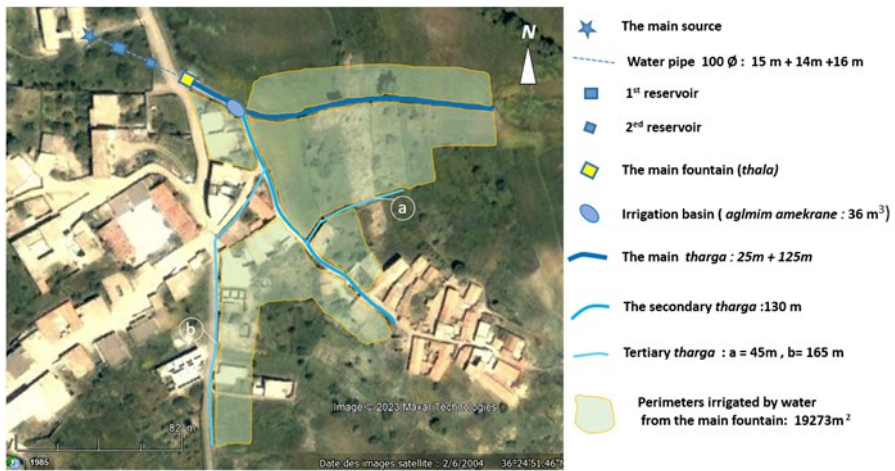 N
a
b
Image © 2023 Maxar Technologies
82 m
1985
Date des images satellite : 2/6/2004 36°24'51.46"N
The main source
Water pipe 100 Ø : 15 m + 14m +16 m
1st reservoir
2ed reservoir
The main fountain (thala)
Irrigation basin ( aglmim amekrane : 36 m³)
The main tharga : 25m + 125m
The secondary tharga :130 m
Tertiary tharga : a = 45m , b= 165 m
Perimeters irrigated by water
from the main fountain: 19273m²